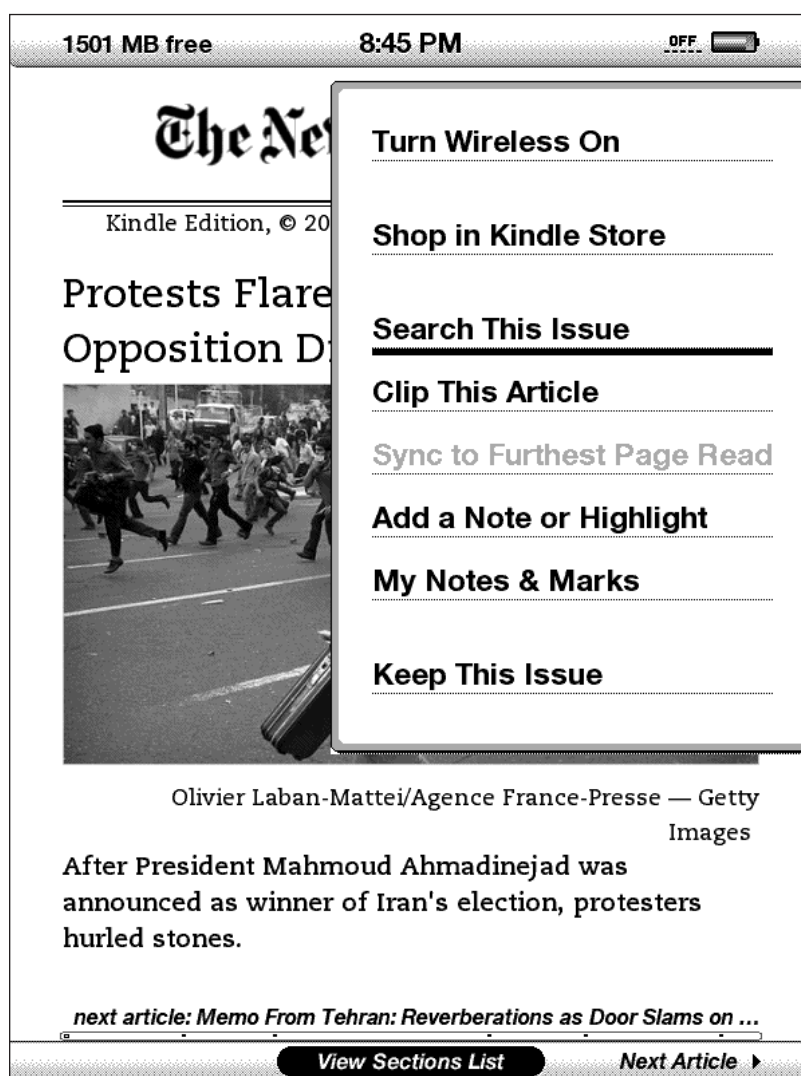 1501 MB free 8:45 PM OFF
The Ne
Turn Wireless On
Kindle Edition, © 20
Shop in Kindle Store
Protests Flare
Opposition D
Search This Issue
Clip This Article
Sync to Furthest Page Read
Add a Note or Highlight
My Notes & Marks
Keep This Issue
Olivier Laban-Mattei/Agence France-Presse — Getty
Images
After President Mahmoud Ahmadinejad was
announced as winner of Iran's election, protesters
hurled stones.
next article: Memo From Tehran: Reverberations as Door Slams on ...
View Sections List Next Article